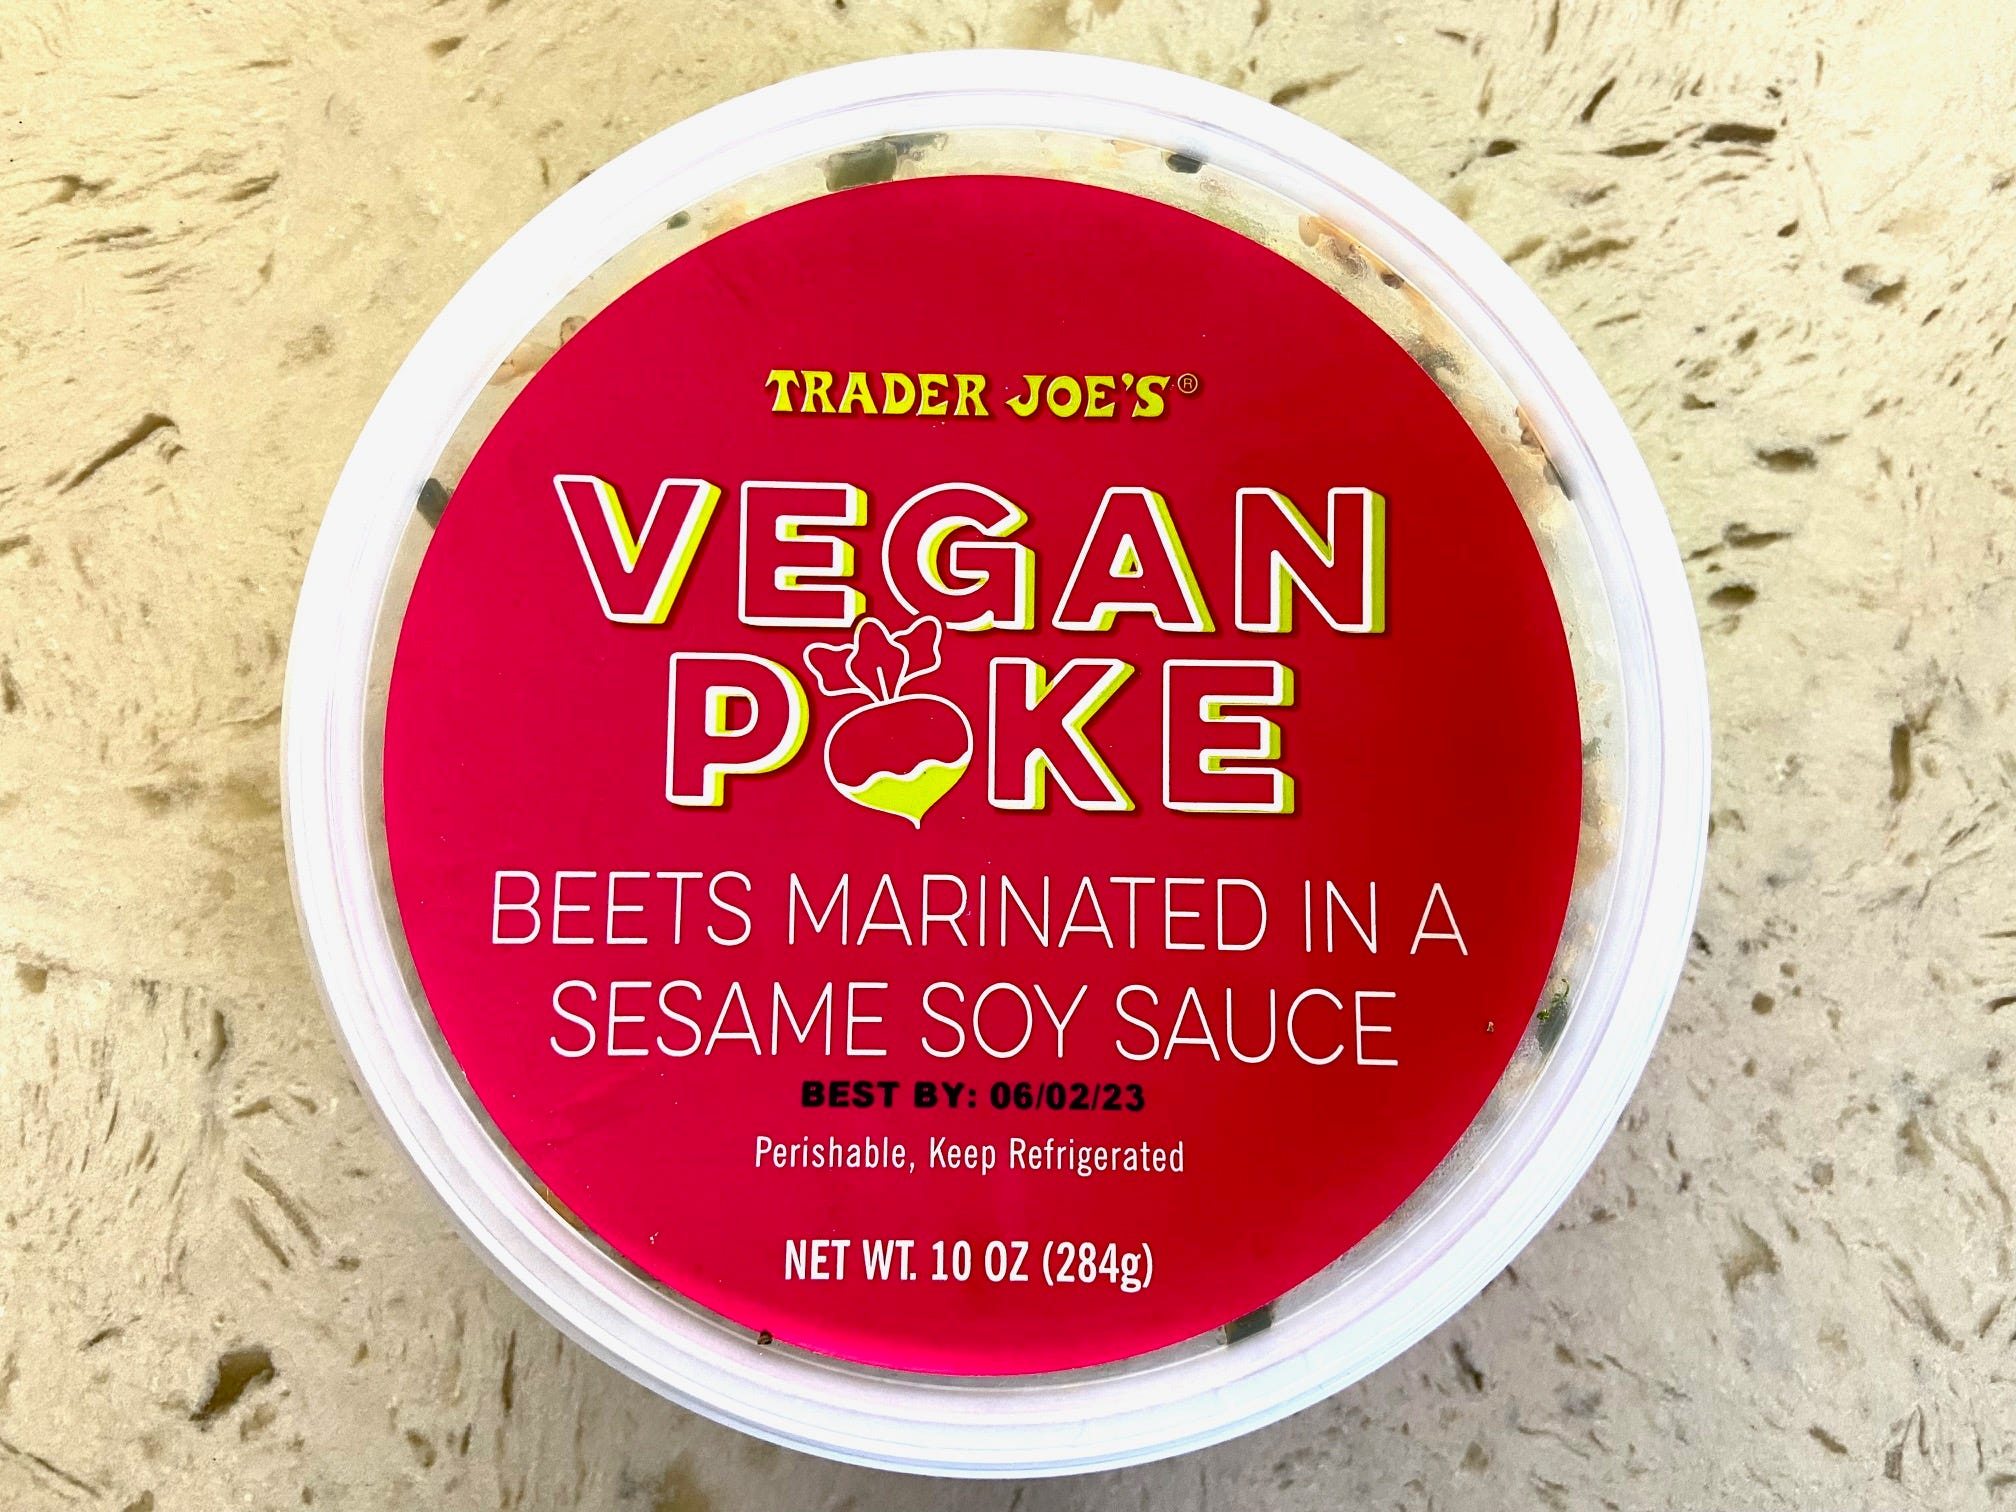 TRADER JOE'S®
VEGAN
POKE
BEETS MARINATED IN A
SESAME SOY SAUCE
BEST BY: 06/02/23
Perishable, Keep Refrigerated
NET WT. 10 OZ (284g)